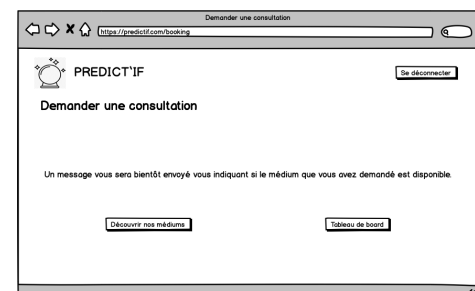 Demander une consultation
https://predictif.com/booking
PREDICT'IF
Se déconnecter
Demander une consultation
Un message vous sera bientôt envoyé vous indiquant si le médium que vous avez demandé est disponible.
Découvrir nos médiums
Tableau de board